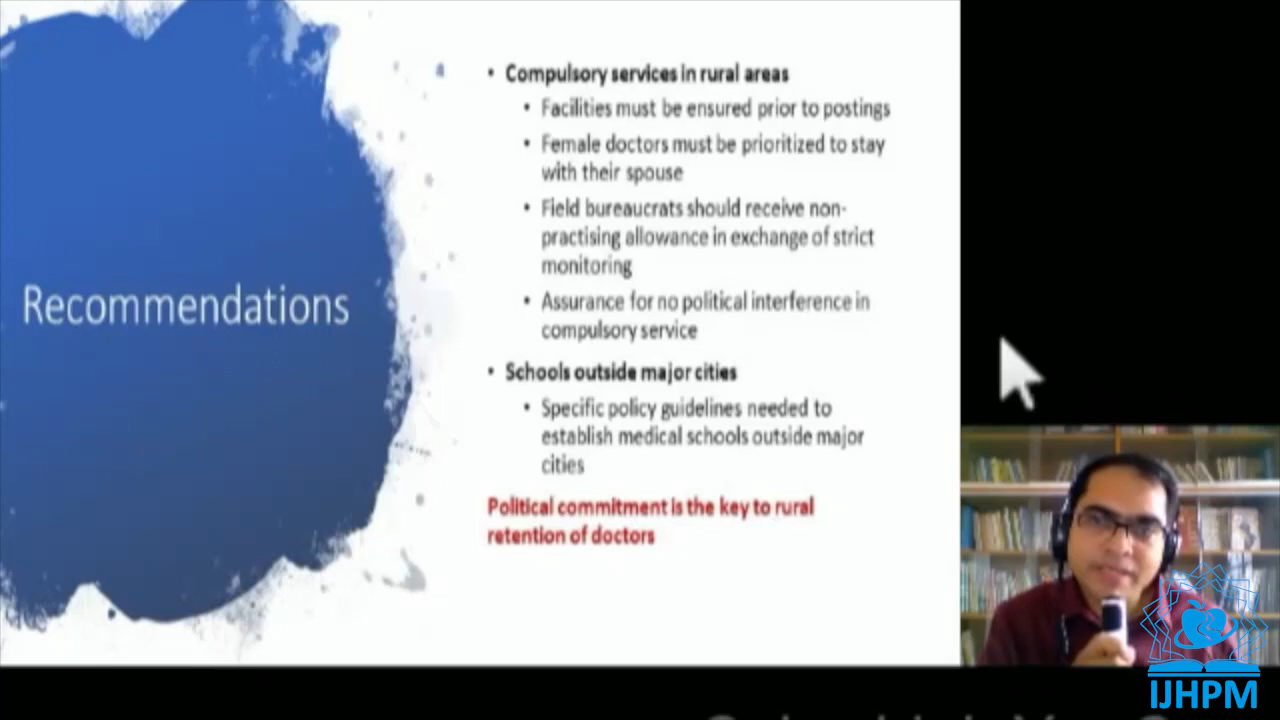 Recommendations
• Compulsory services in rural areas
• Facilities must be ensured prior to postings
• Female doctors must be prioritized to stay
with their spouse
• Field bureaucrats should receive non-
practising allowance in exchange of strict
monitoring
• Assurance for no political interference in
compulsory service
• Schools outside major cities
• Specific policy guidelines needed to
establish medical schools outside major
cities
Political commitment is the key to rural
retention of doctors
IJHPM